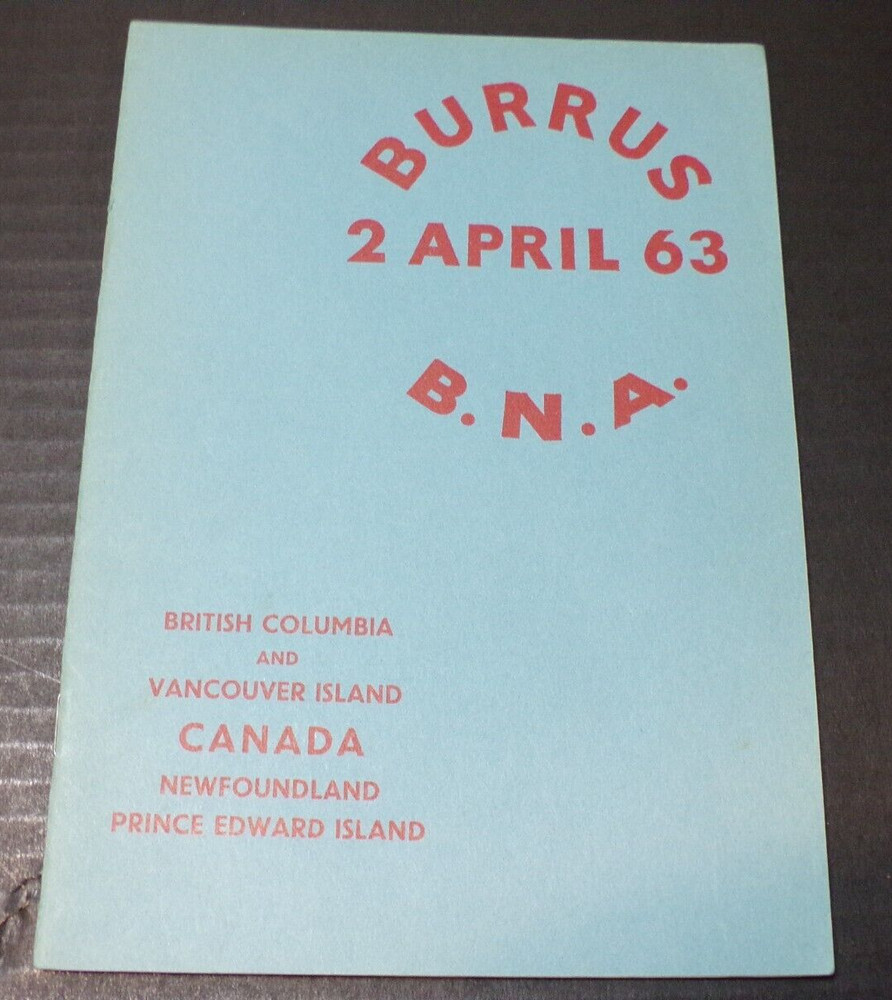 BURRUS
2 APRIL 63
B.N.A.
BRITISH COLUMBIA
AND
VANCOUVER ISLAND
CANADA
NEWFOUNDLAND
PRINCE EDWARD ISLAND